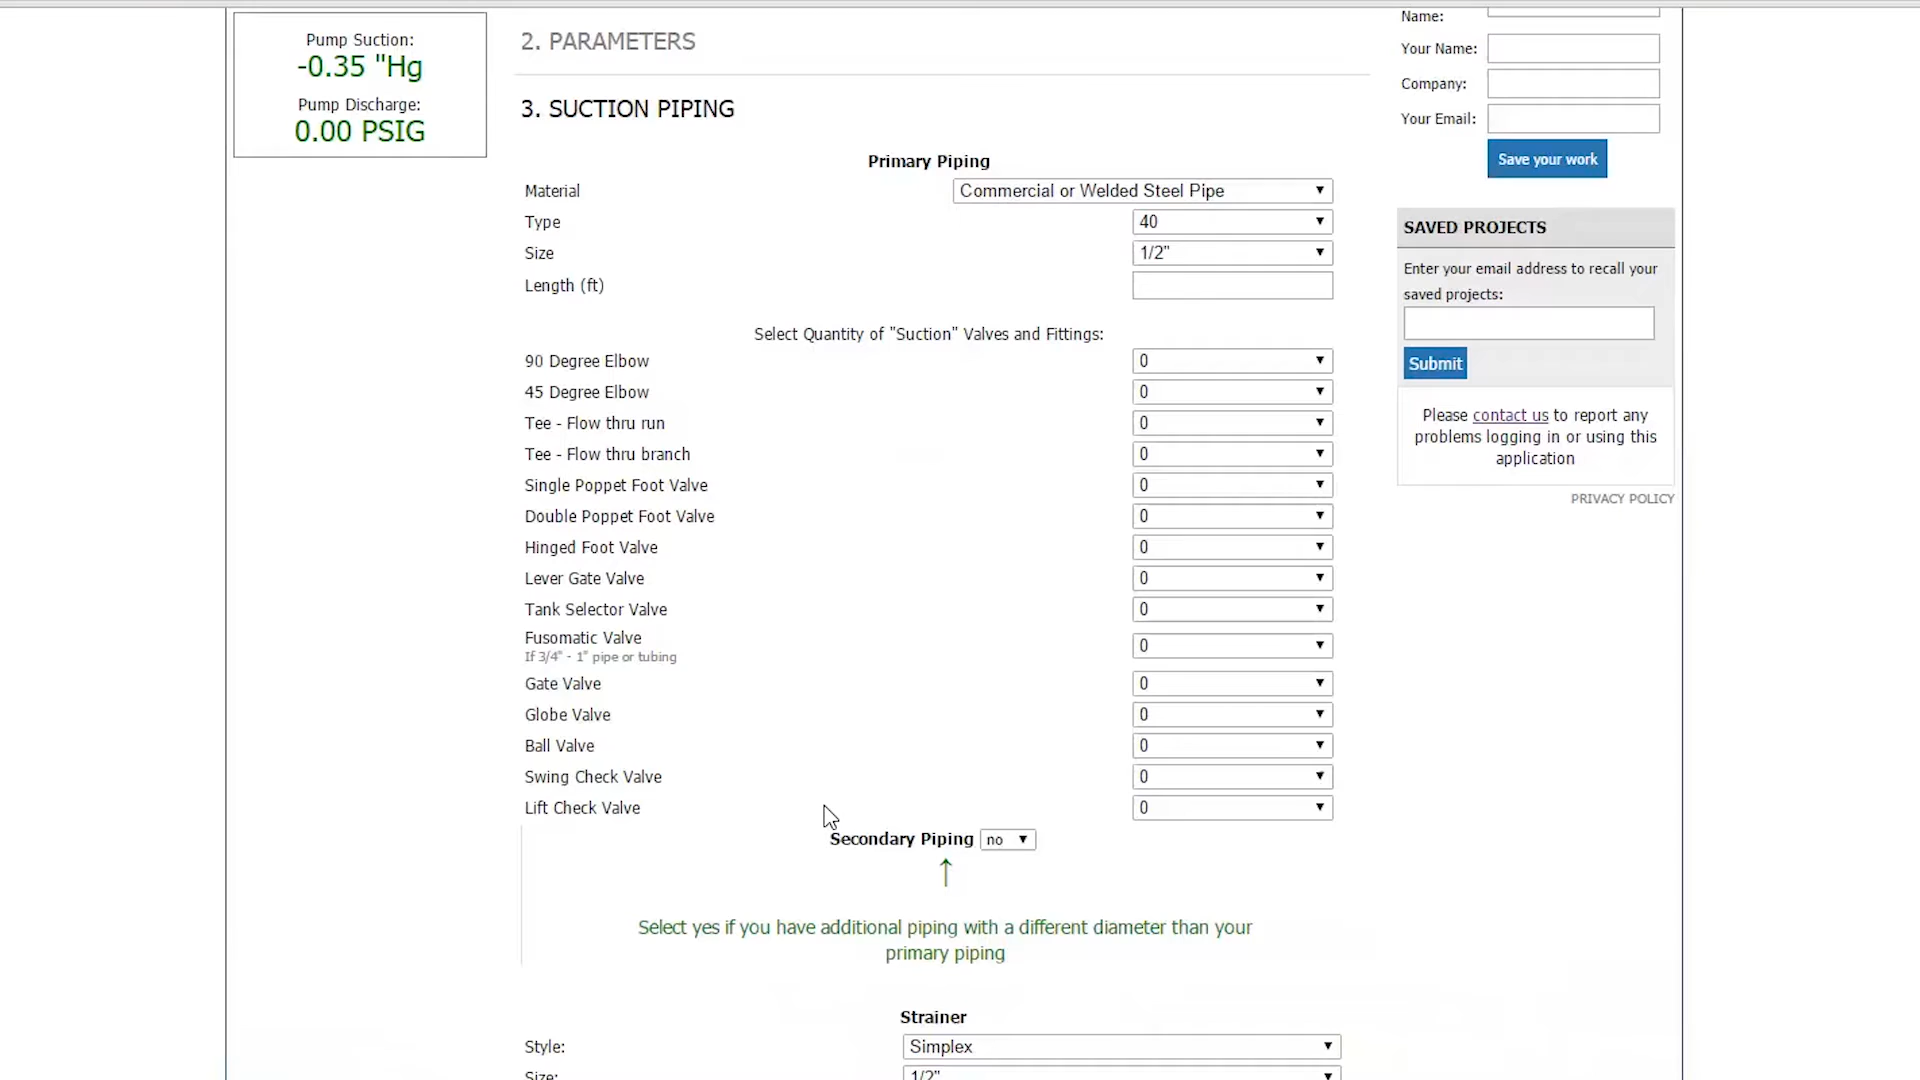 Pump Suction:
-0.35 "Hg
Pump Discharge:
0.00 PSIG
2. PARAMETERS
3. SUCTION PIPING
Primary Piping
Material Commercial or Welded Steel Pipe
Type 40
Size 1/2"
Length (ft)
Select Quantity of "Suction" Valves and Fittings:
90 Degree Elbow 0
45 Degree Elbow 0
Tee - Flow thru run 0
Tee - Flow thru branch 0
Single Poppet Foot Valve 0
Double Poppet Foot Valve 0
Hinged Foot Valve 0
Lever Gate Valve 0
Tank Selector Valve 0
Fusomatic Valve 0
If 3/4" - 1" pipe or tubing
Gate Valve 0
Globe Valve 0
Ball Valve 0
Swing Check Valve 0
Lift Check Valve 0
Secondary Piping no
Select yes if you have additional piping with a different diameter than your
primary piping
Strainer
Style: Simplex
Size: 1/2"
Name:
Your Name:
Company:
Your Email:
Save your work
SAVED PROJECTS
Enter your email address to recall your
saved projects:
Submit
Please contact us to report any
problems logging in or using this
application
PRIVACY POLICY